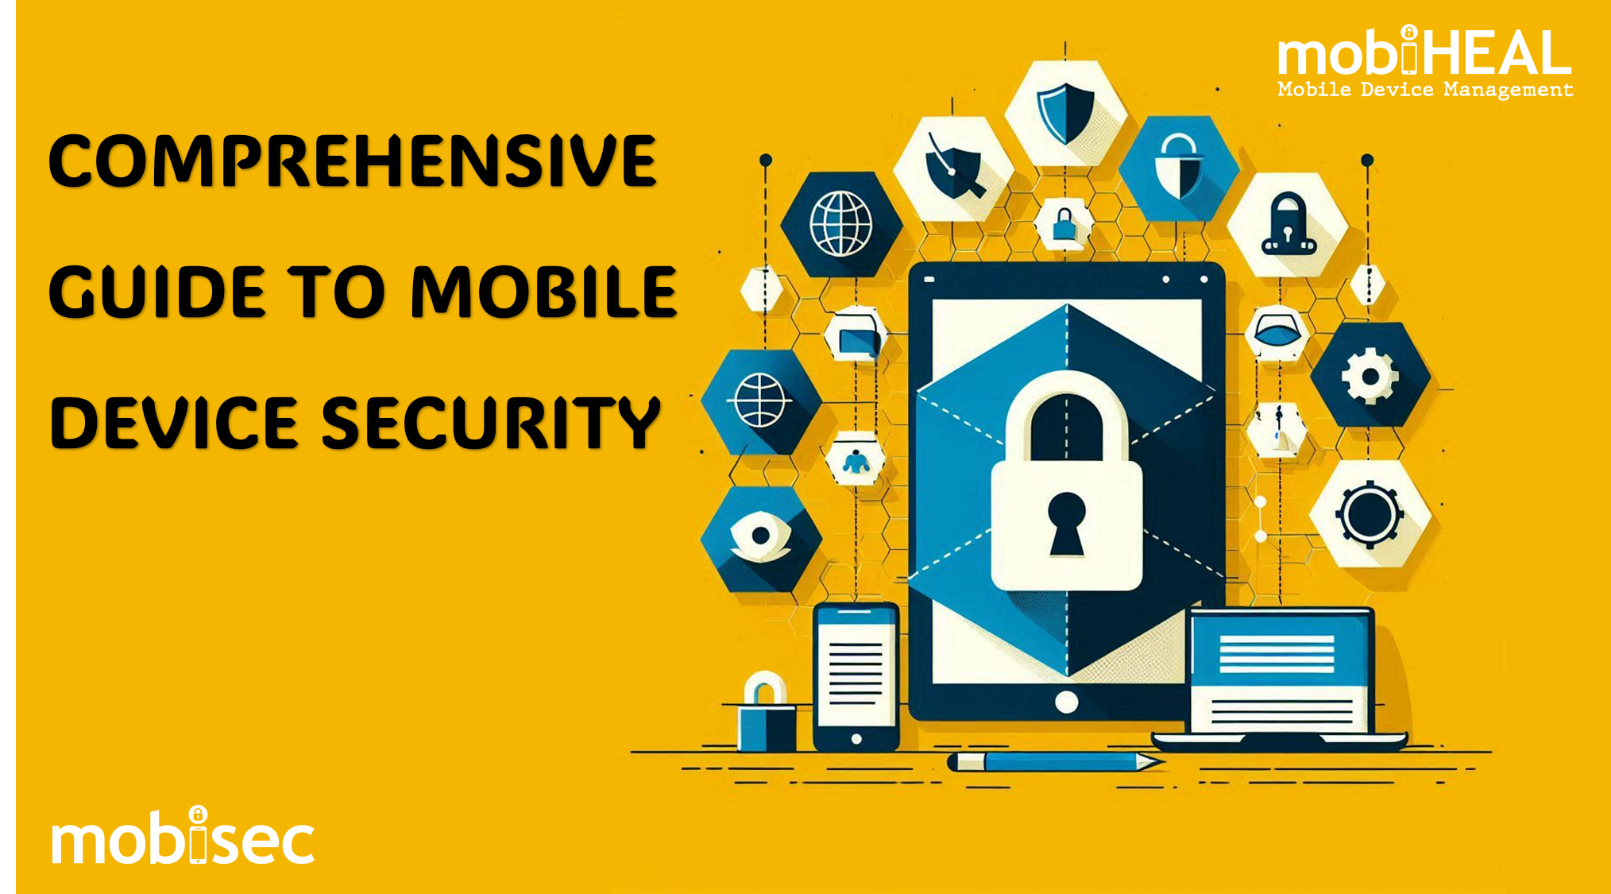 mobiHEAL
Mobile Device Management
COMPREHENSIVE
GUIDE TO MOBILE
DEVICE SECURITY
mobisec